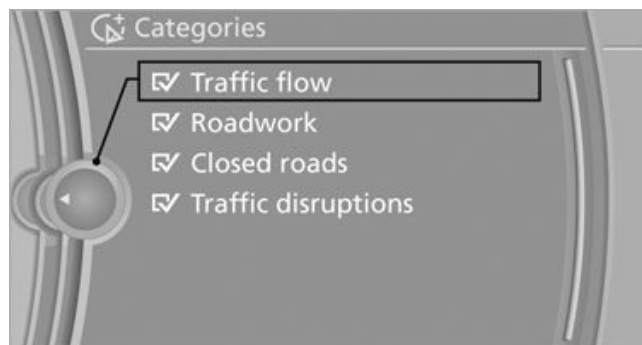 Categories
Traffic flow
Roadwork
Closed roads
Traffic disruptions